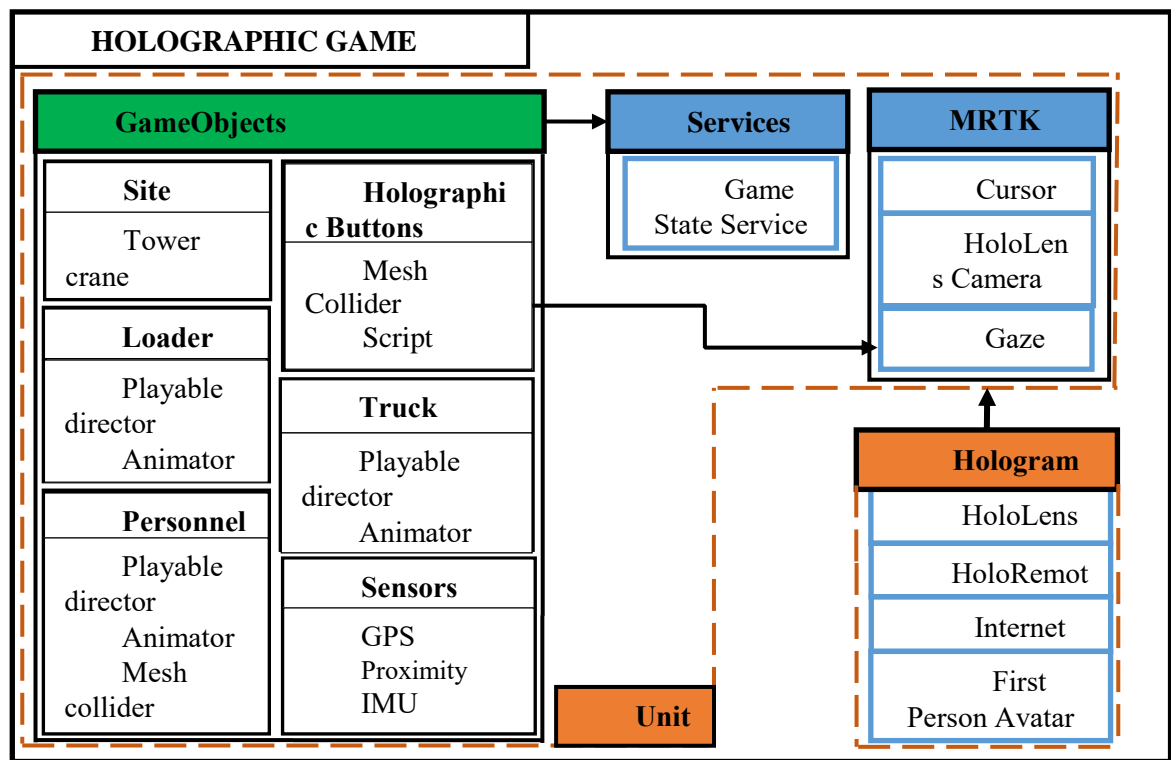 HOLOGRAPHIC GAME
GameObjects
Site
Tower
crane
Loader
Playable
director
Animator
Personnel
Playable
director
Animator
Mesh
collider
Holographi
c Buttons
Mesh
Collider
Script
Truck
Playable
director
Animator
Sensors
GPS
Proximity
IMU
Services
Game
State Service
MRTK
Cursor
HoloLen
s Camera
Gaze
Hologram
HoloLens
HoloRemot
Internet
First
Person Avatar
Unit